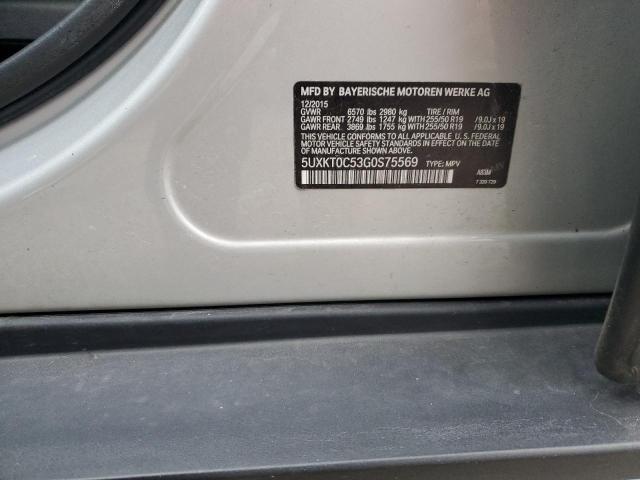 MFD BY BAYERISCHE MOTOREN WERKE AG
12/2015
GVWR 6570 lbs 2980 kg TIRE / RIM
GAWR FRONT 2749 lbs 1247 kg WITH 255/50 R19 /9.0J x 19
GAWR REAR. 3869 lbs 1755 kg WITH 255/50 R19 /9.0J x 19
THIS VEHICLE CONFORMS TO ALL APPLICABLE U. S. FEDERAL
MOTOR VEHICLE SAFETY STANDARDS IN EFFECT ON THE DATE
OF MANUFACTURE SHOWN ABOVE.
5UXKT0C53G0S75569 TYPE: MPV
A83M